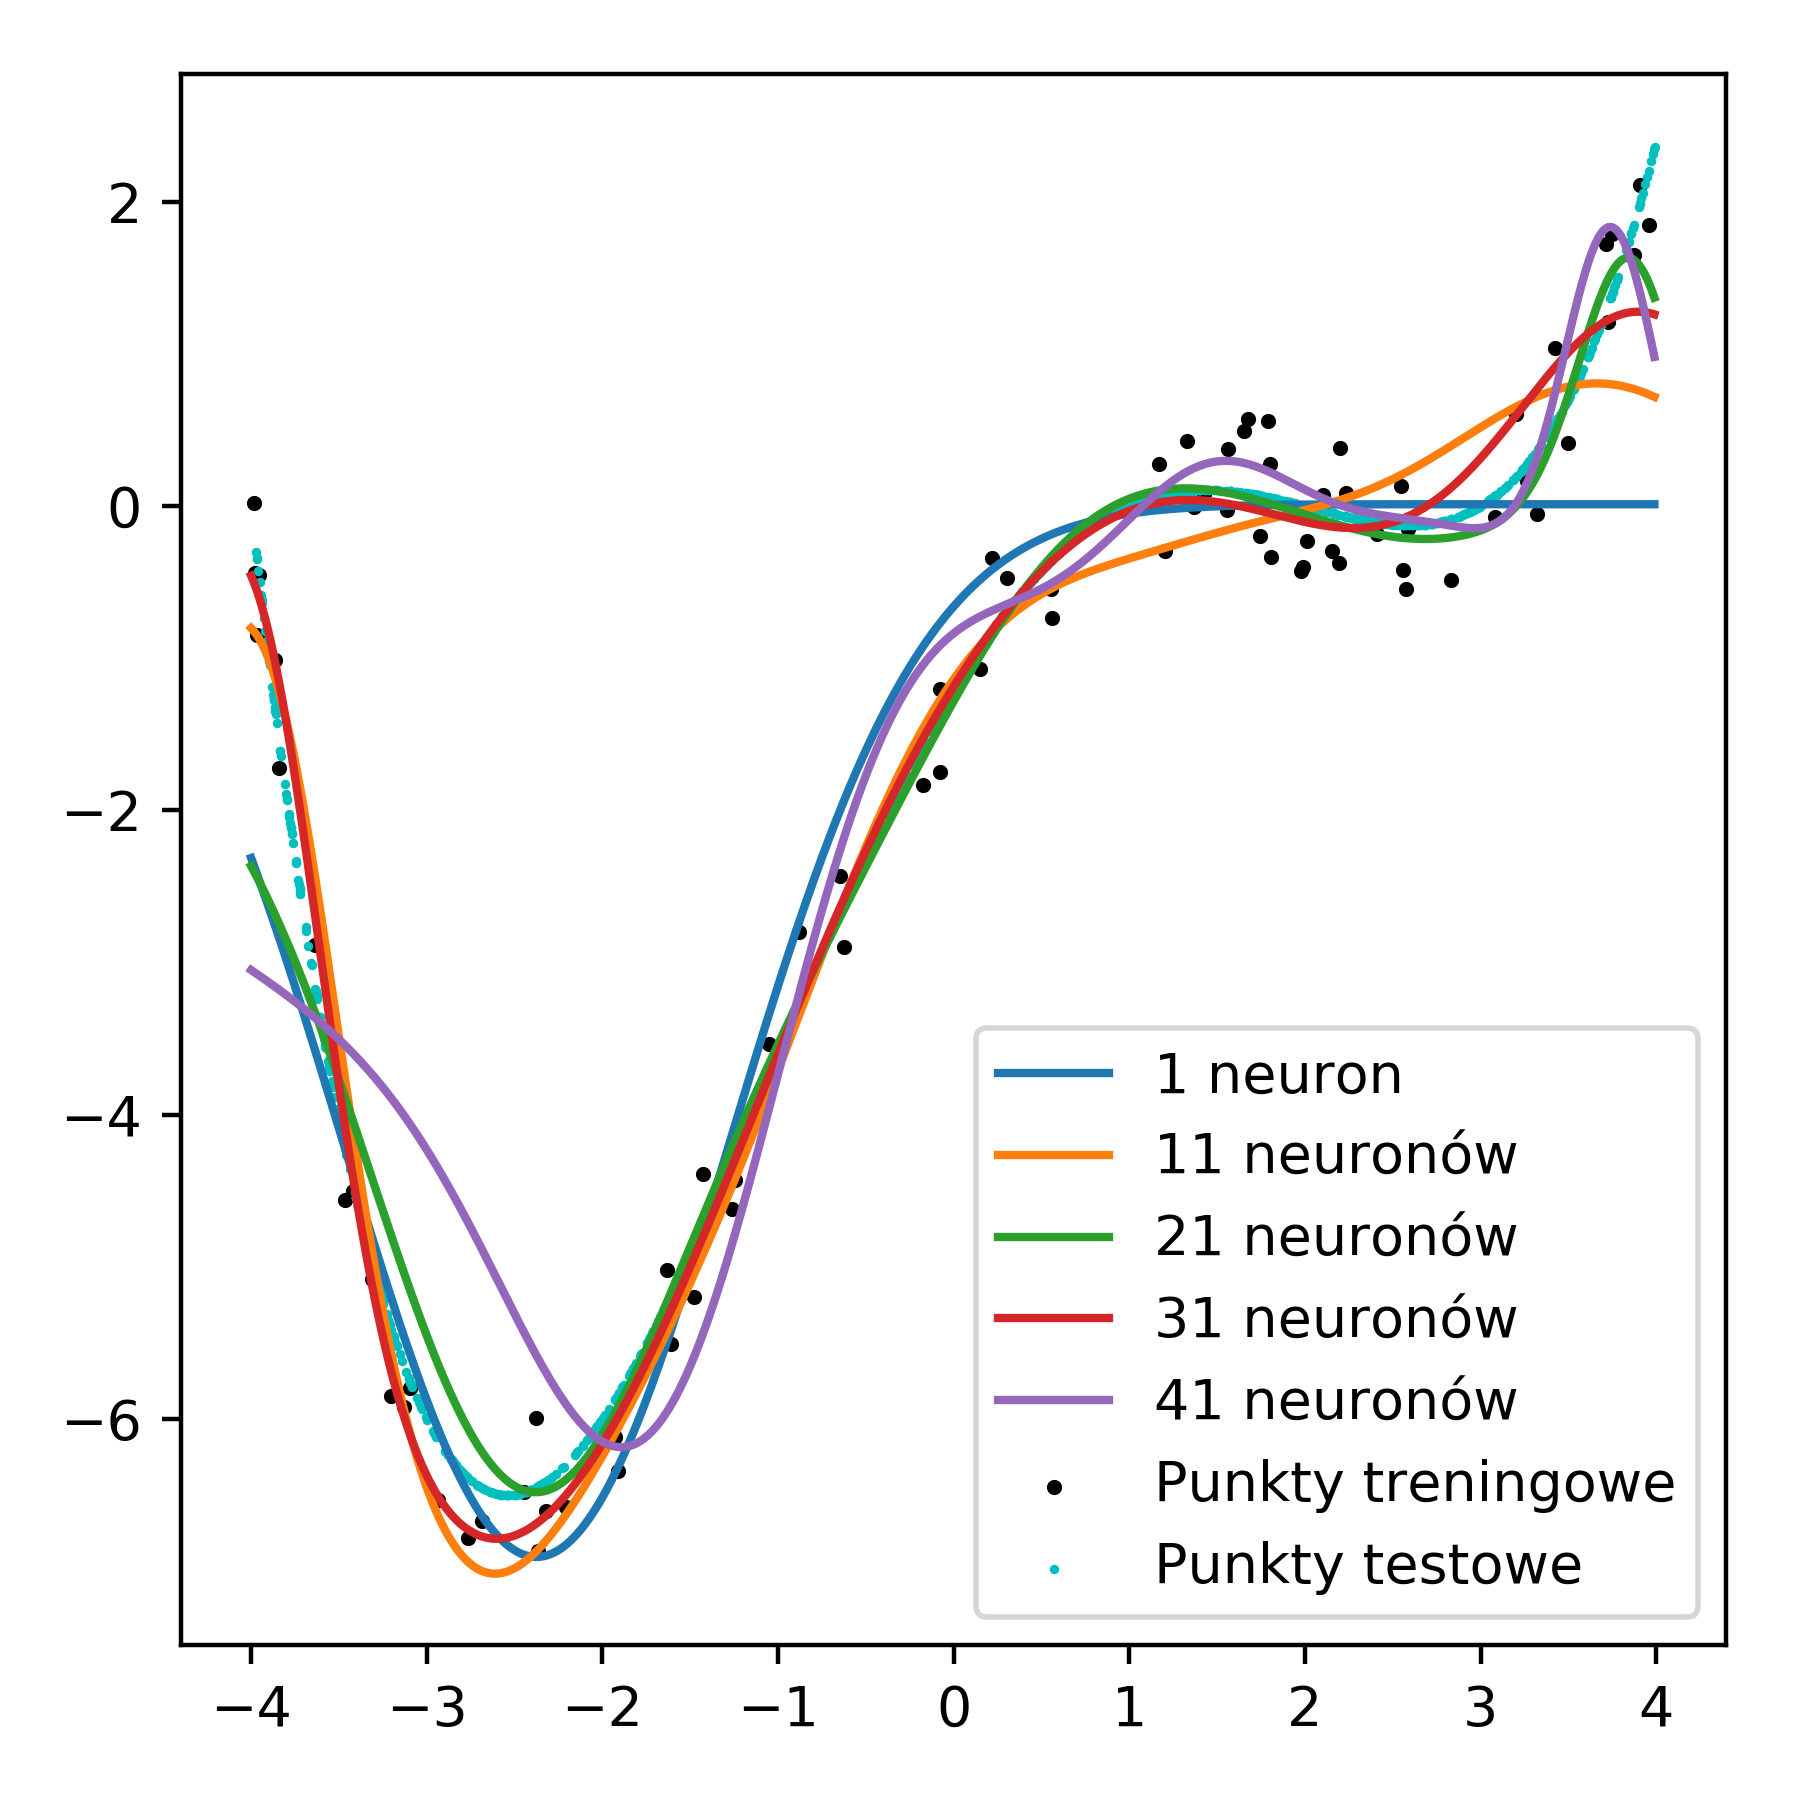 2
0
−2
−4
−6
−4 −3 −2 −1 0 1 2 3 4
1 neuron
11 neuronów
21 neuronów
31 neuronów
41 neuronów
Punkty treningowe
Punkty testowe